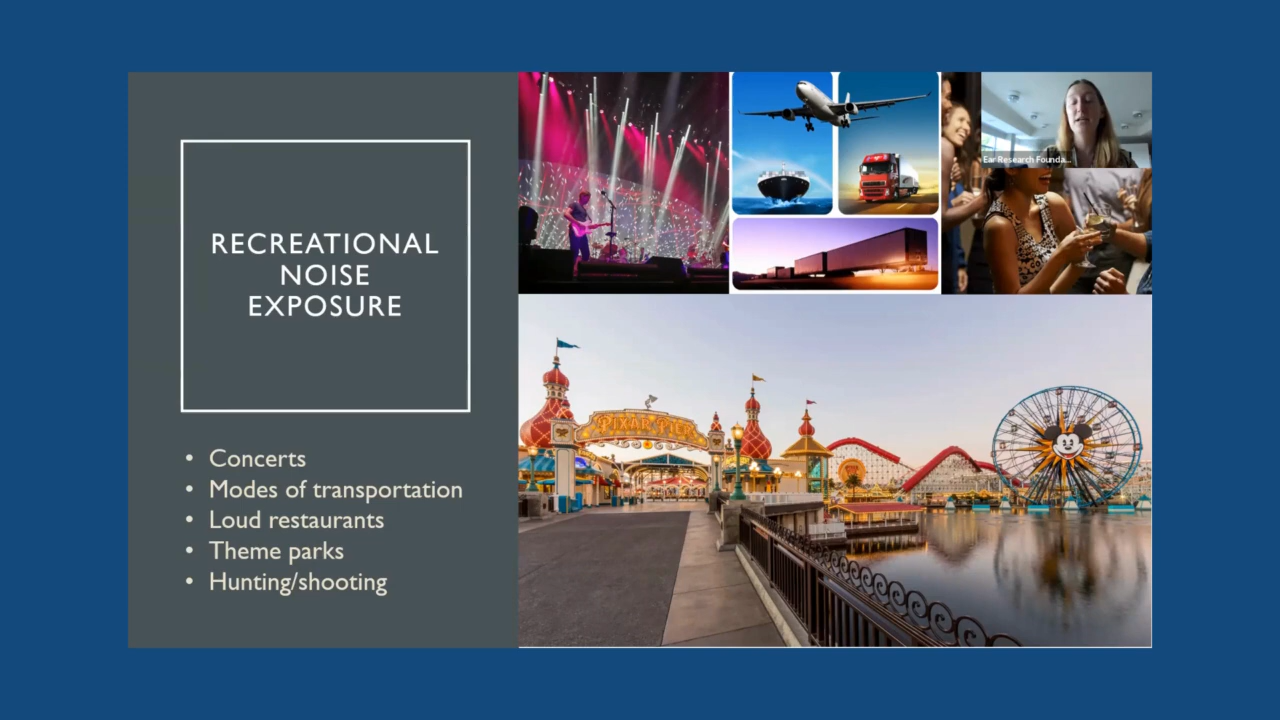 RECREATIONAL
NOISE
EXPOSURE
• Concerts
• Modes of transportation
• Loud restaurants
• Theme parks
• Hunting/shooting
Ear Research Founda...
PIXAR PIER